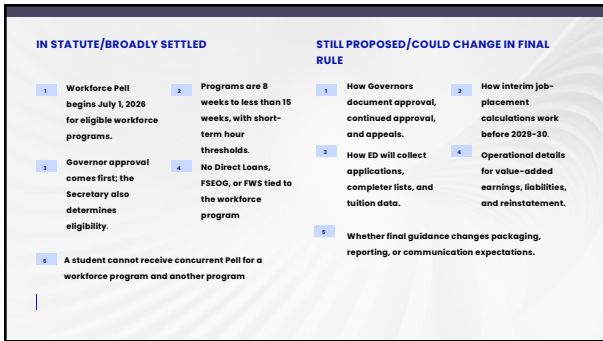 IN STATUTE/BROADLY SETTLED
1
Workforce Pell
begins July 1, 2026
for eligible workforce
programs.
2
Programs are 8
weeks to less than 15
weeks, with short-
term hour
thresholds.
3
Governor approval
comes first; the
Secretary also
determines
eligibility.
4
No Direct Loans,
FSEOG, or FWS tied to
the workforce
program
5
A student cannot receive concurrent Pell for a
workforce program and another program
STILL PROPOSED/COULD CHANGE IN FINAL
RULE
1
How Governors
document approval,
continued approval,
and appeals.
2
How interim job-
placement
calculations work
before 2029-30.
3
How ED will collect
applications,
completer lists, and
tuition data.
4
Operational details
for value-added
earnings, liabilities,
and reinstatement.
5
Whether final guidance changes packaging,
reporting, or communication expectations.